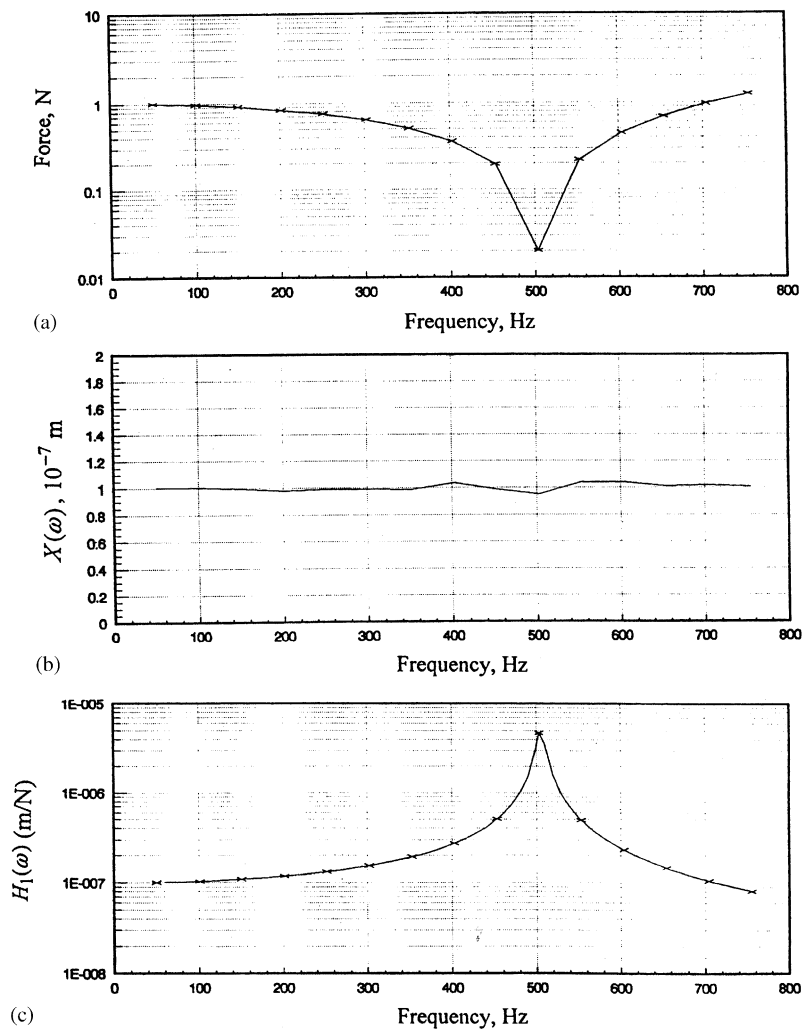 10
1
0.1
0.01
Force, N
0 100 200 300 400 500 600 700 800
Frequency, Hz
(a)
2
1.8
1.6
1.4
1.2
1
0.8
0.6
0.4
0.2
0
X(ω), 10⁻⁷ m
0 100 200 300 400 500 600 700 800
Frequency, Hz
(b)
1E-005
1E-006
1E-007
1E-008
H₁(ω) (m/N)
0 100 200 300 400 500 600 700 800
Frequency, Hz
(c)